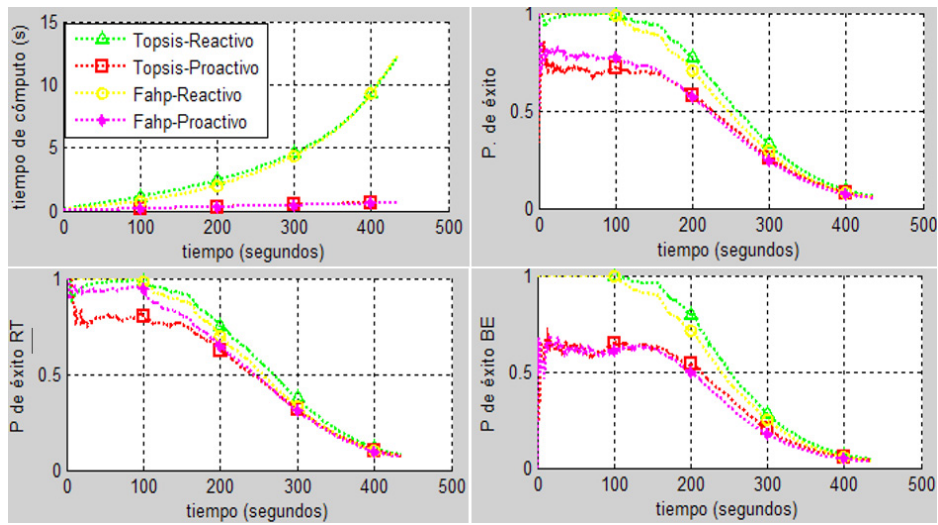 tiempo de cómputo (s)
15
10
5
0
Topsis-Reactivo
Topsis-Proactivo
Fahp-Reactivo
Fahp-Proactivo
0 100 200 300 400 500
tiempo (segundos)
P. de éxito
1
0.5
0
0 100 200 300 400 500
tiempo (segundos)
P de éxito RT
1
0.5
0
0 100 200 300 400 500
tiempo (segundos)
P de éxito BE
1
0.5
0
0 100 200 300 400 500
tiempo (segundos)